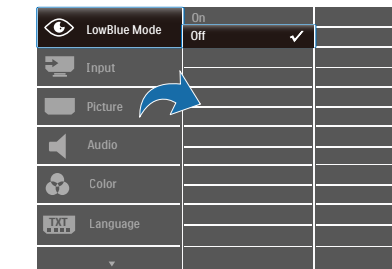 LowBlue Mode
On
Off
Input
Picture
Audio
Color
TXT
Language